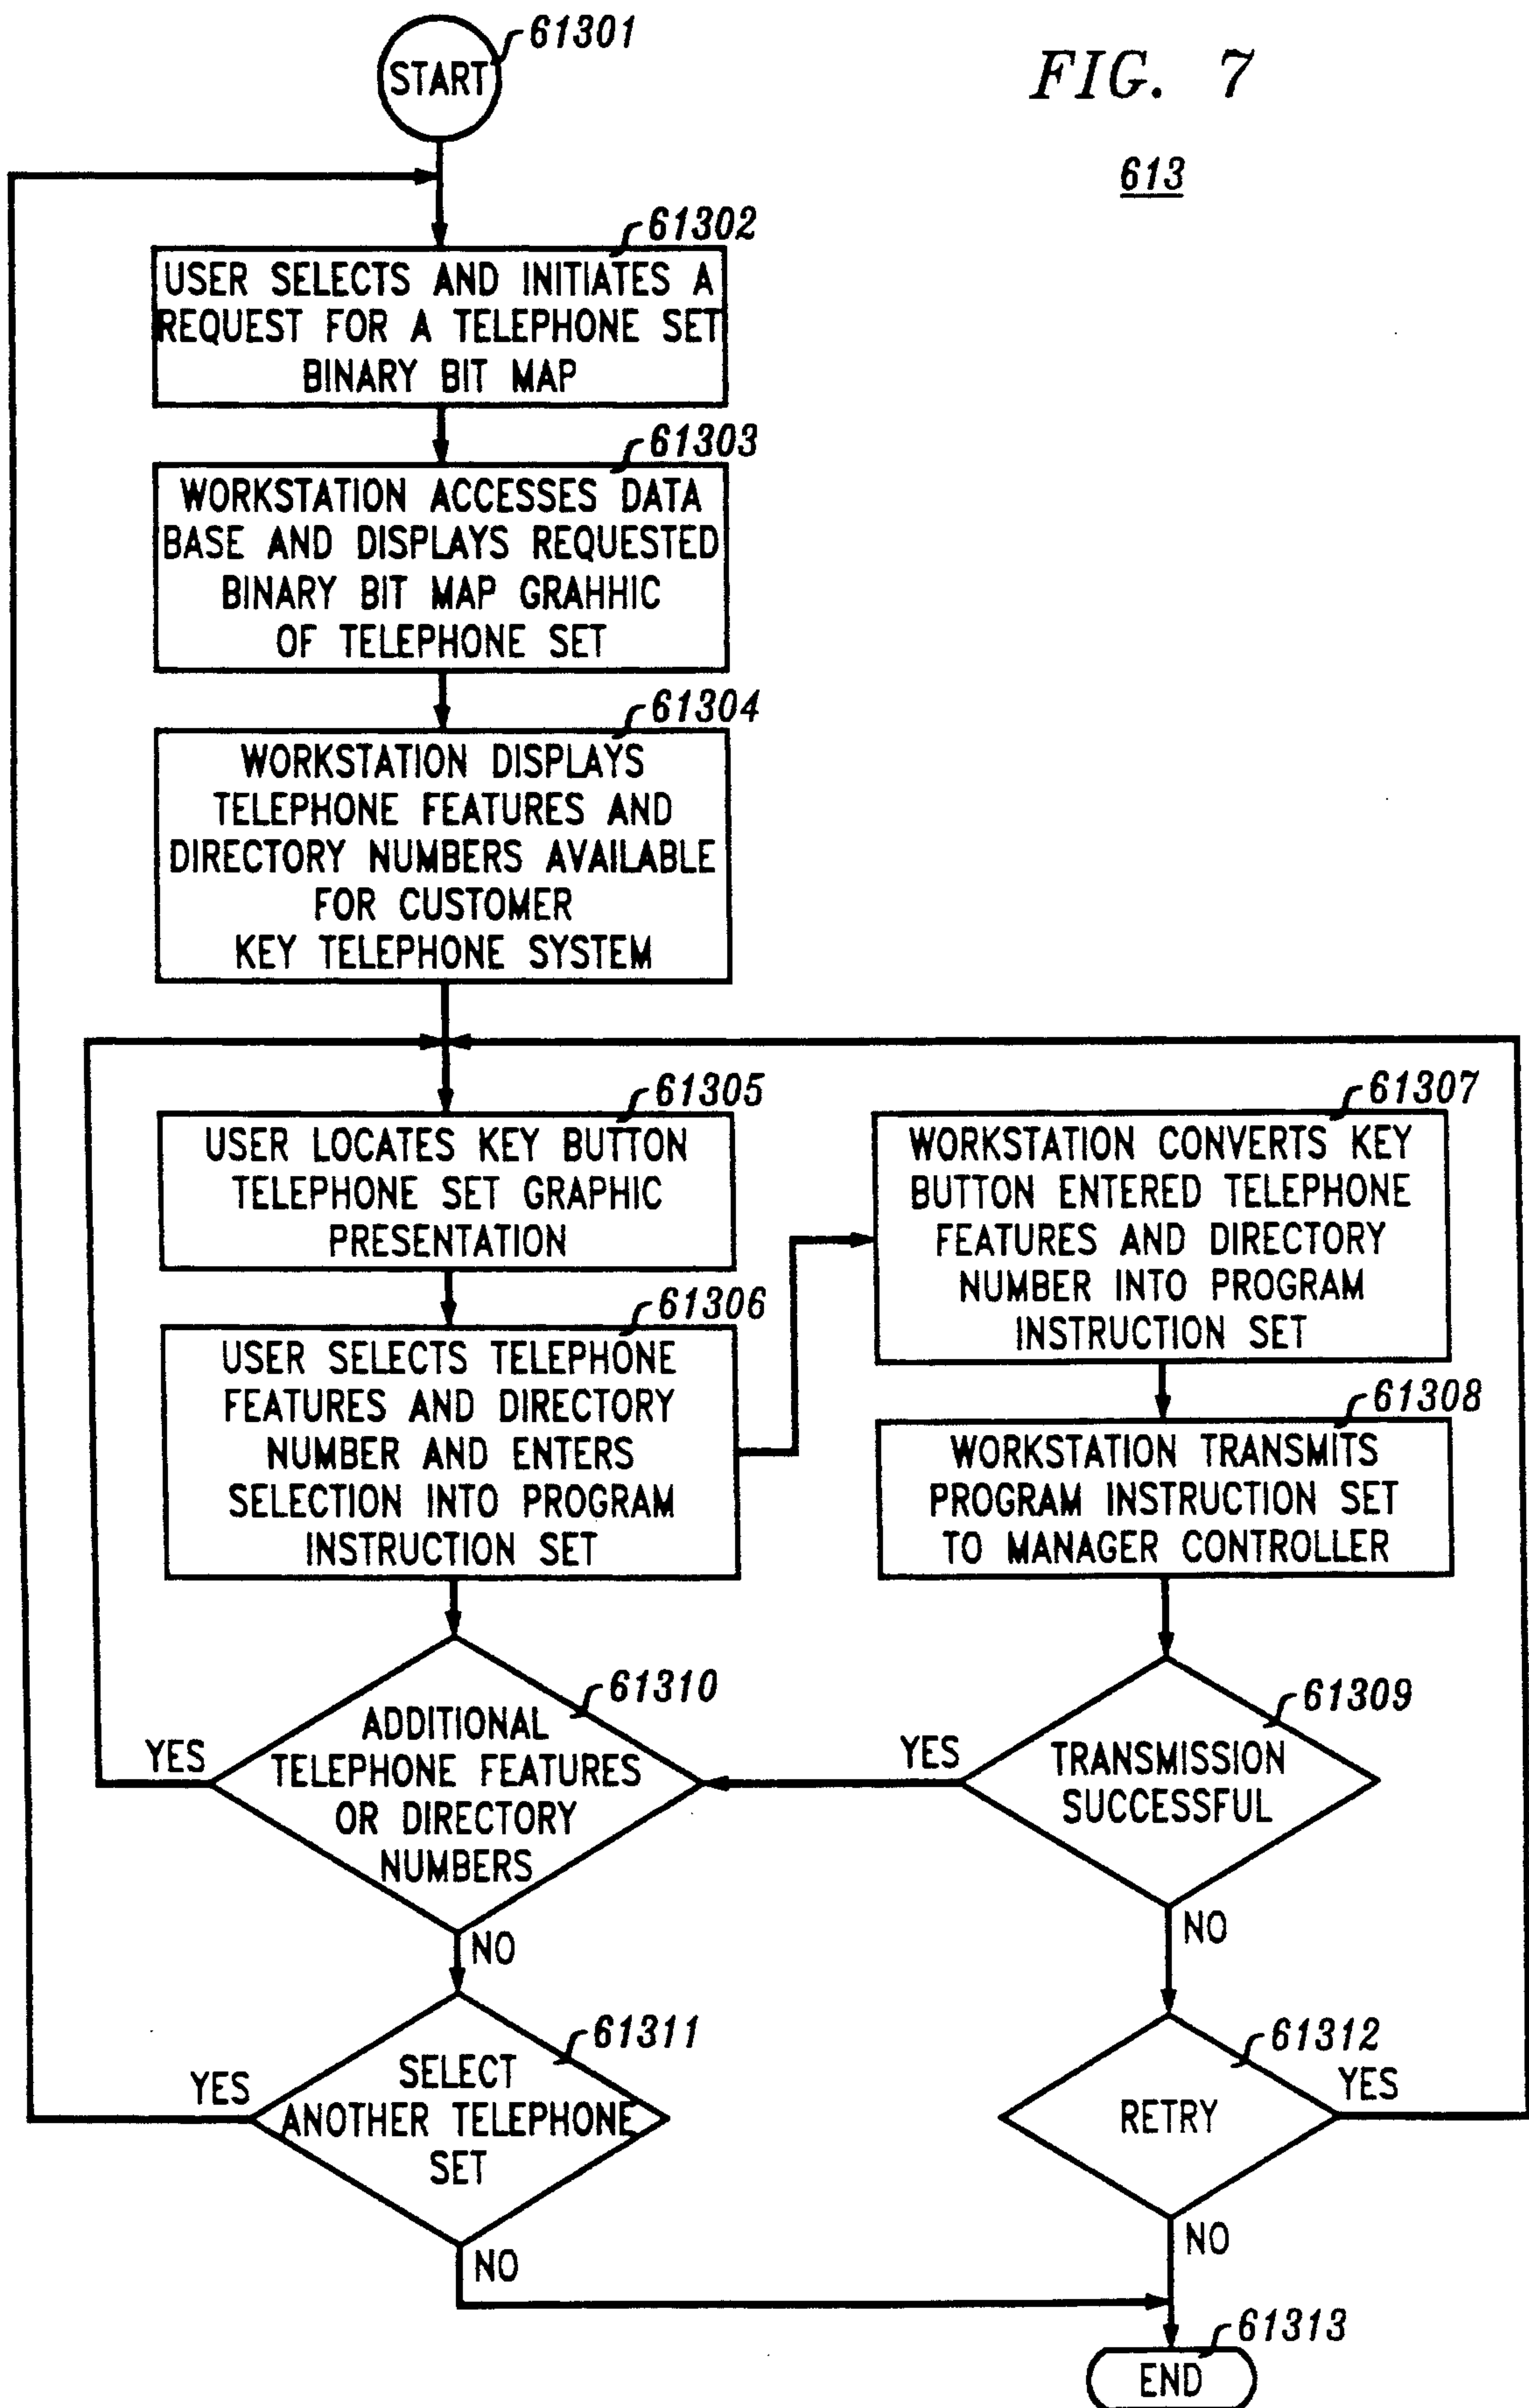 61301
START
FIG. 7
613
61302
USER SELECTS AND INITIATES A
REQUEST FOR A TELEPHONE SET
BINARY BIT MAP
61303
WORKSTATION ACCESSES DATA
BASE AND DISPLAYS REQUESTED
BINARY BIT MAP GRAHHIC
OF TELEPHONE SET
61304
WORKSTATION DISPLAYS
TELEPHONE FEATURES AND
DIRECTORY NUMBERS AVAILABLE
FOR CUSTOMER
KEY TELEPHONE SYSTEM
61305
USER LOCATES KEY BUTTON
TELEPHONE SET GRAPHIC
PRESENTATION
61306
USER SELECTS TELEPHONE
FEATURES AND DIRECTORY
NUMBER AND ENTERS
SELECTION INTO PROGRAM
INSTRUCTION SET
61307
WORKSTATION CONVERTS KEY
BUTTON ENTERED TELEPHONE
FEATURES AND DIRECTORY
NUMBER INTO PROGRAM
INSTRUCTION SET
61308
WORKSTATION TRANSMITS
PROGRAM INSTRUCTION SET
TO MANAGER CONTROLLER
61310
ADDITIONAL
TELEPHONE FEATURES
OR DIRECTORY
NUMBERS
YES
NO
61309
TRANSMISSION
SUCCESSFUL
YES
NO
61311
SELECT
ANOTHER TELEPHONE
SET
YES
NO
61312
RETRY
YES
NO
61313
END